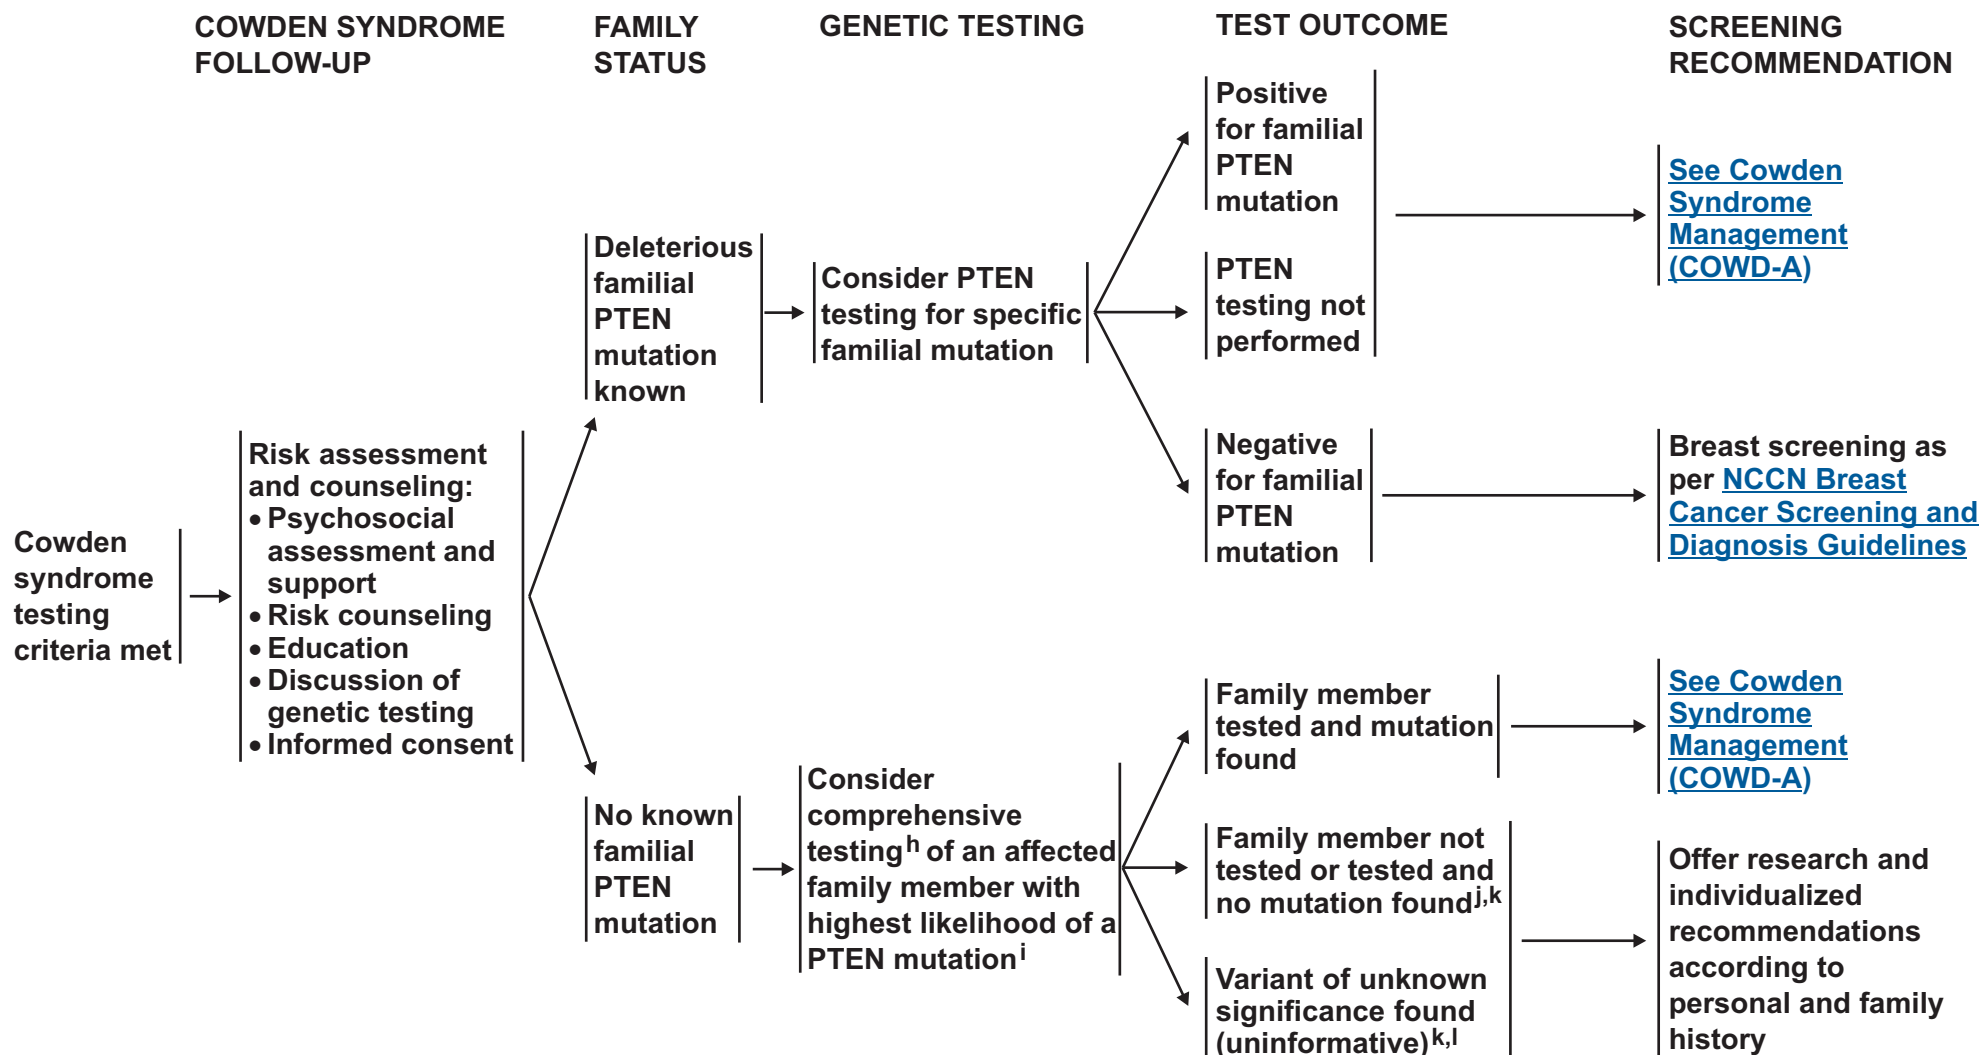 COWDEN SYNDROME
FOLLOW-UP
FAMILY
STATUS
GENETIC TESTING
TEST OUTCOME
SCREENING
RECOMMENDATION
Cowden
syndrome
testing
criteria met
Risk assessment
and counseling:
• Psychosocial
assessment and
support
• Risk counseling
• Education
• Discussion of
genetic testing
• Informed consent
Deleterious
familial
PTEN
mutation
known
Consider PTEN
testing for specific
familial mutation
Positive
for familial
PTEN
mutation
PTEN
testing not
performed
See Cowden
Syndrome
Management
(COWD-A)
Negative
for familial
PTEN
mutation
Breast screening as
per NCCN Breast
Cancer Screening and
Diagnosis Guidelines
No known
familial
PTEN
mutation
Consider
comprehensive
testing^h of an affected
family member with
highest likelihood of a
PTEN mutation^i
Family member
tested and mutation
found
See Cowden
Syndrome
Management
(COWD-A)
Family member not
tested or tested and
no mutation found^j,k
Variant of unknown
significance found
(uninformative)^k,l
Offer research and
individualized
recommendations
according to
personal and family
history